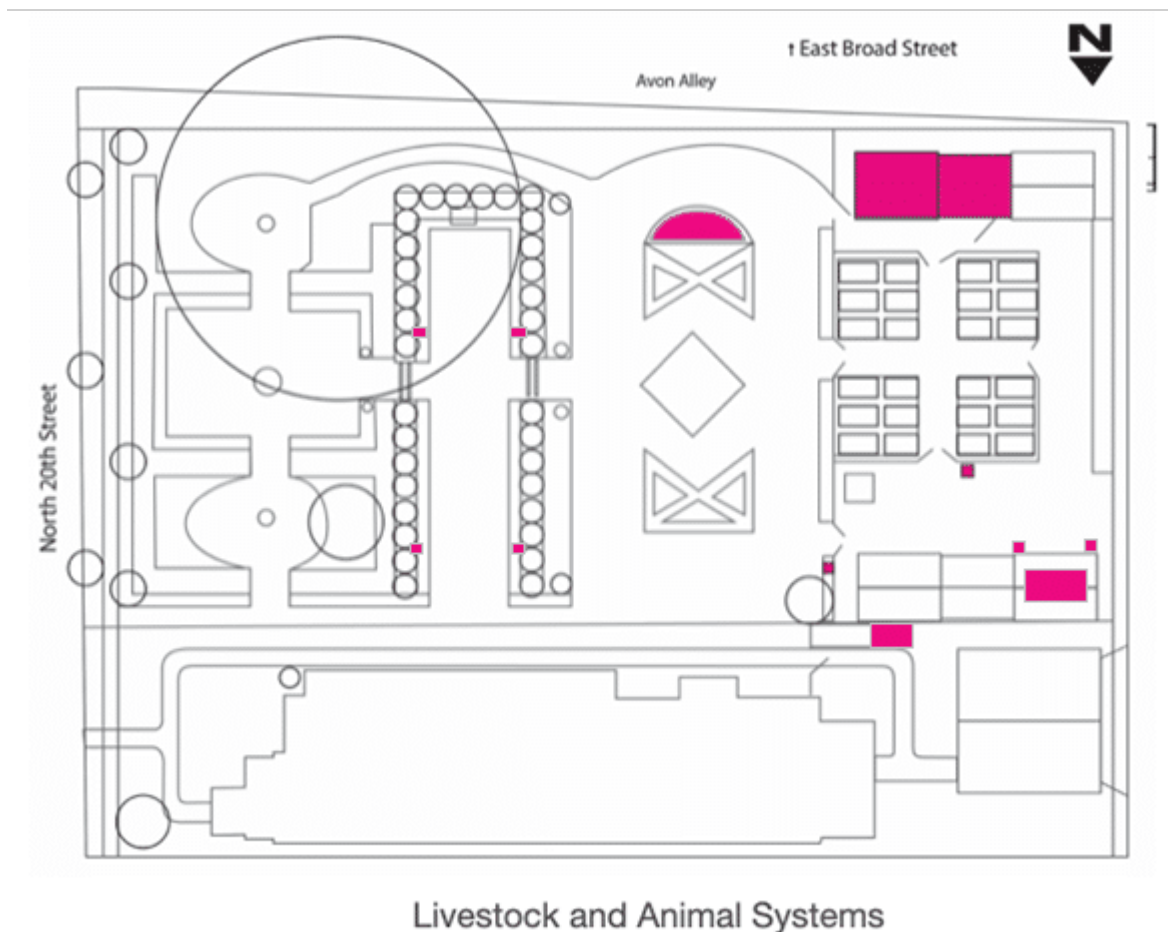 ↑ East Broad Street
N
Avon Alley
North 20th Street
Livestock and Animal Systems